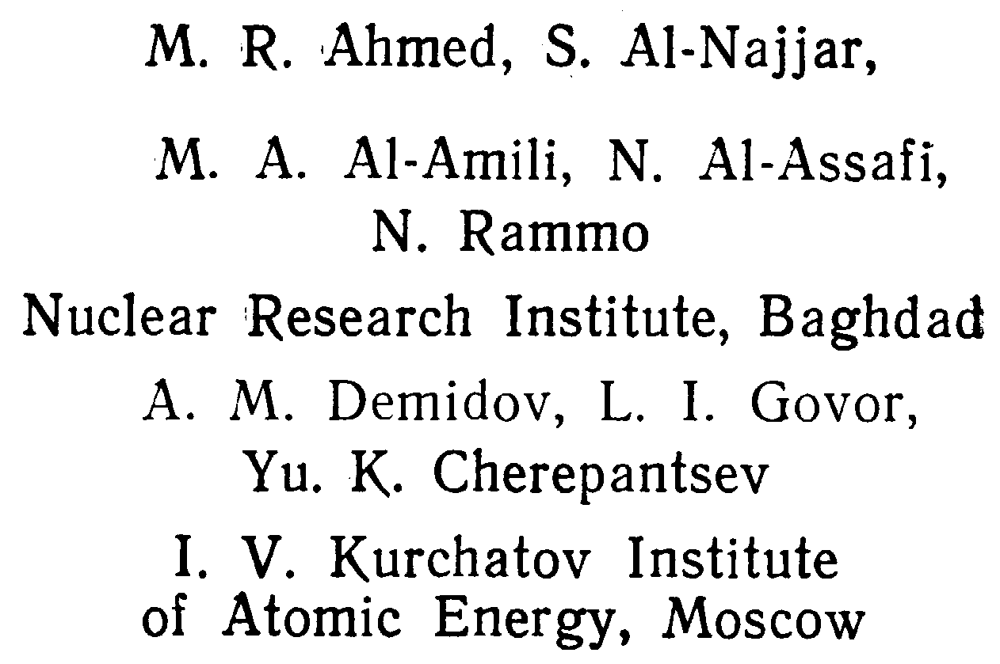 M. R. Ahmed, S. Al-Najjar,
M. A. Al-Amili, N. Al-Assafi,
N. Rammo
Nuclear Research Institute, Baghdad
A. M. Demidov, L. I. Govor,
Yu. K. Cherepantsev
I. V. Kurchatov Institute
of Atomic Energy, Moscow